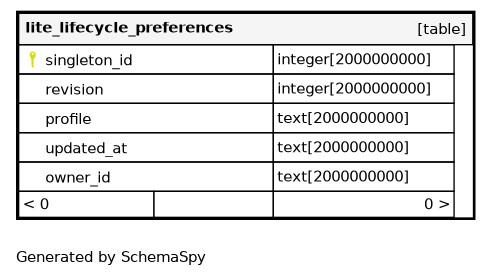 lite_lifecycle_preferences [table]
singleton_id integer[2000000000]
revision integer[2000000000]
profile text[2000000000]
updated_at text[2000000000]
owner_id text[2000000000]
< 0 0 >
Generated by SchemaSpy